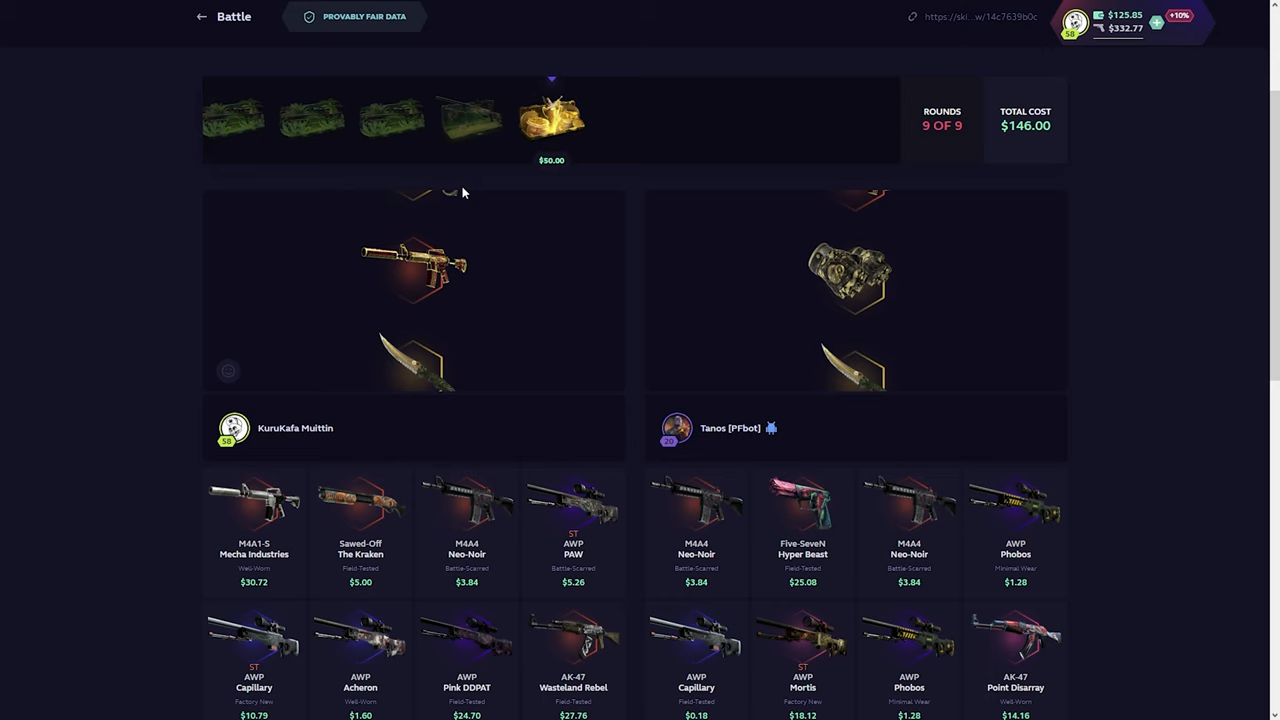 Battle
PROVABLY FAIR DATA
https://ski...w/14c7639b0c
58
$125.85
$332.77
+10%
$50.00
ROUNDS
9 OF 9
TOTAL COST
$146.00
58
KuruKafa Muittin
20
Tanos [PFbot]
M4A1-S
Mecha Industries
Well-Worn
$30.72
Sawed-Off
The Kraken
Field-Tested
$5.00
M4A4
Neo-Noir
Battle-Scarred
$3.84
ST
AWP
PAW
Battle-Scarred
$5.26
M4A4
Neo-Noir
Battle-Scarred
$3.84
Five-SeveN
Hyper Beast
Field-Tested
$25.08
M4A4
Neo-Noir
Battle-Scarred
$3.84
AWP
Phobos
Minimal Wear
$1.28
ST
AWP
Capillary
Factory New
$10.79
AWP
Acheron
Well-Worn
$1.60
AWP
Pink DDPAT
Field-Tested
$24.70
AK-47
Wasteland Rebel
Field-Tested
$27.76
AWP
Capillary
Field-Tested
$0.18
ST
AWP
Mortis
Factory New
$18.12
AWP
Phobos
Minimal Wear
$1.28
AK-47
Point Disarray
Field-Tested
$14.16